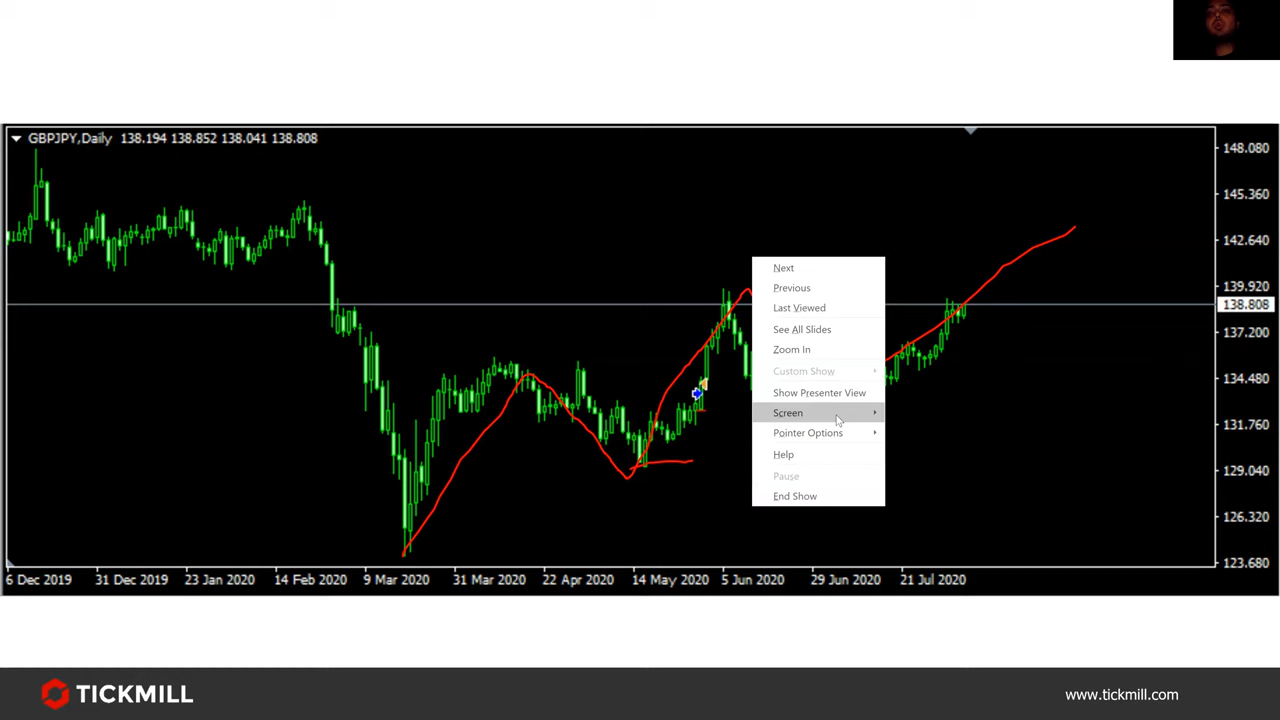 GBPJPY,Daily 138.194 138.852 138.041 138.808
148.080
145.360
142.640
139.920
138.808
137.200
134.480
131.760
129.040
126.320
123.680
Next
Previous
Last Viewed
See All Slides
Zoom In
Custom Show
Show Presenter View
Screen
Pointer Options
Help
Pause
End Show
6 Dec 2019 31 Dec 2019 23 Jan 2020 14 Feb 2020 9 Mar 2020 31 Mar 2020 22 Apr 2020 14 May 2020 5 Jun 2020 29 Jun 2020 21 Jul 2020
TICKMILL
www.tickmill.com